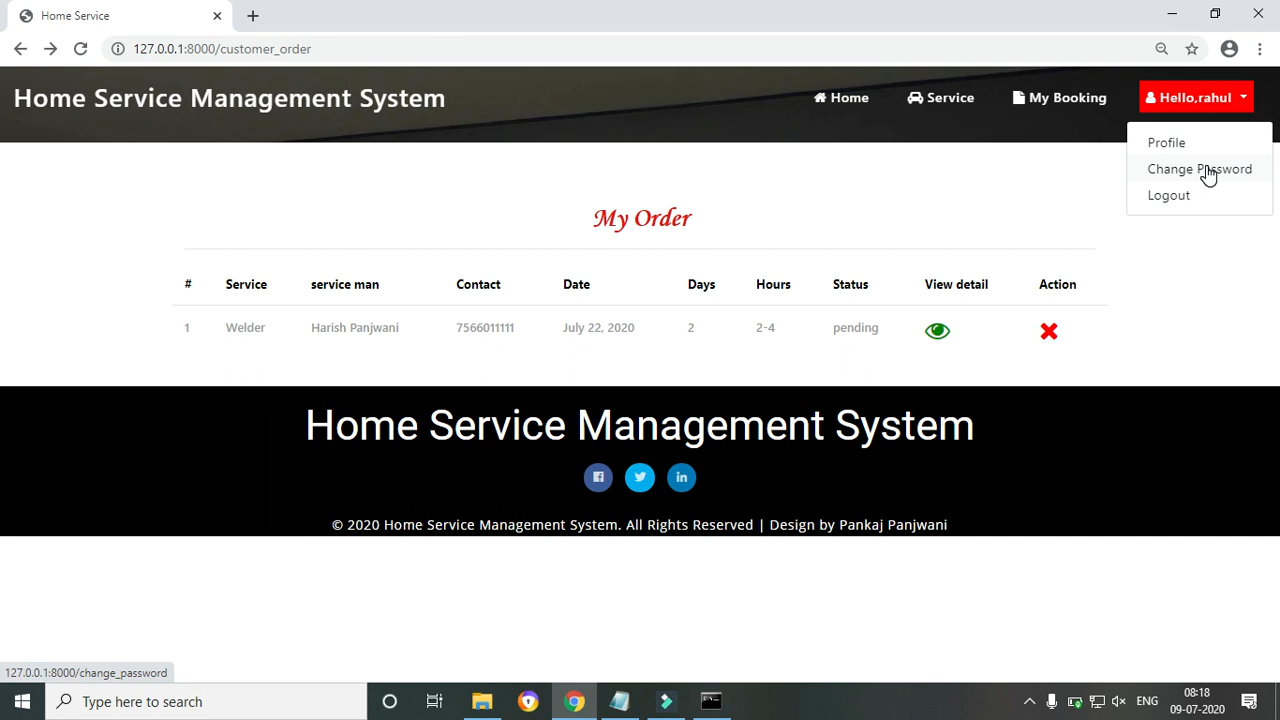 Home Service
127.0.0.1:8000/customer_order
Home Service Management System
Home
Service
My Booking
Hello,rahul
Profile
Change Password
Logout
My Order
# Service service man Contact Date Days Hours Status View detail Action
1 Welder Harish Panjwani 7566011111 July 22, 2020 2 2-4 pending
Home Service Management System
© 2020 Home Service Management System. All Rights Reserved | Design by Pankaj Panjwani
127.0.0.1:8000/change_password
Type here to search
ENG
08:18
09-07-2020